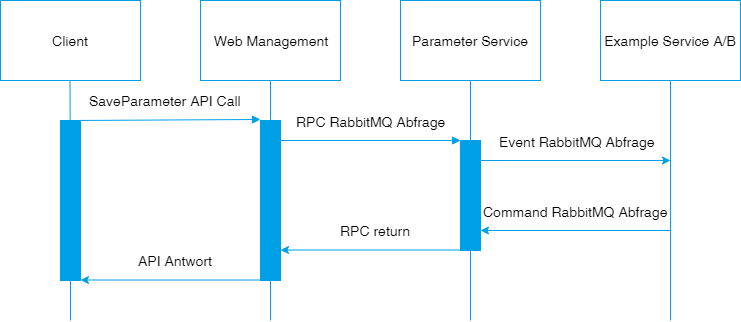 Client
Web Management
Parameter Service
Example Service A/B
SaveParameter API Call
RPC RabbitMQ Abfrage
Event RabbitMQ Abfrage
Command RabbitMQ Abfrage
RPC return
API Antwort